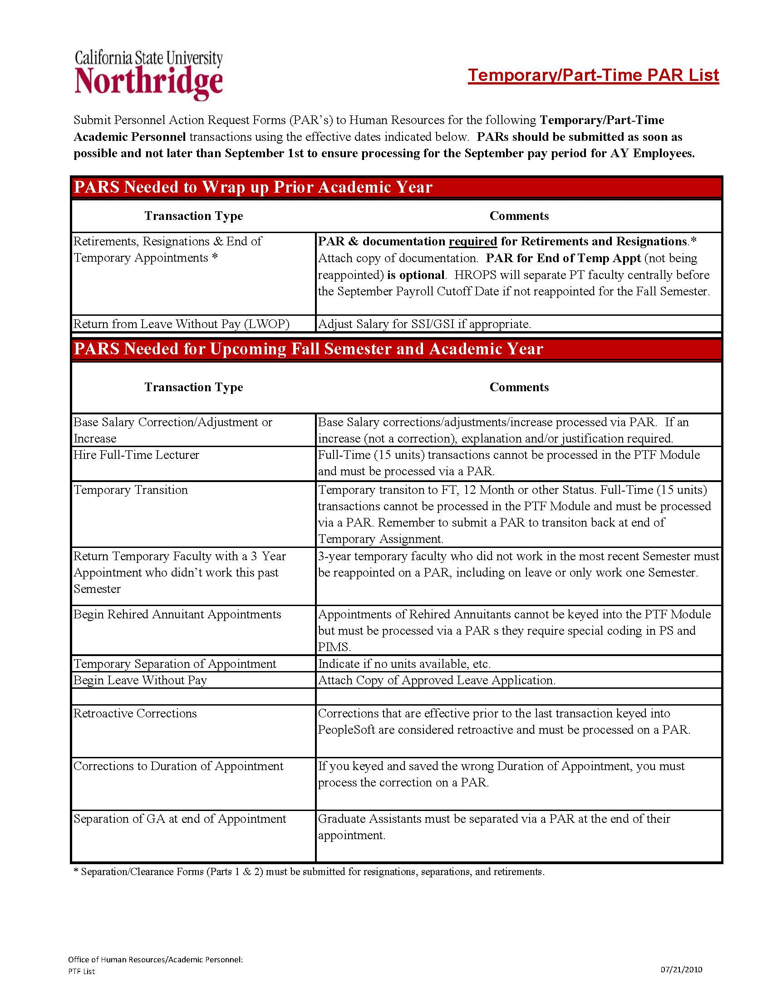 California State University
Northridge
Temporary/Part-Time PAR List
Submit Personnel Action Request Forms (PAR’s) to Human Resources for the following Temporary/Part-Time
Academic Personnel transactions using the effective dates indicated below.  PARs should be submitted as soon as
possible and not later than September 1st to ensure processing for the September pay period for AY Employees.
PARS Needed to Wrap up Prior Academic Year
Transaction Type
Comments
Retirements, Resignations & End of
Temporary Appointments *
PAR & documentation required for Retirements and Resignations.*
Attach copy of documentation.  PAR for End of Temp Appt (not being
reappointed) is optional.  HROPS will separate PT faculty centrally before
the September Payroll Cutoff Date if not reappointed for the Fall Semester.
Return from Leave Without Pay (LWOP)
Adjust Salary for SSI/GSI if appropriate.
PARS Needed for Upcoming Fall Semester and Academic Year
Transaction Type
Comments
Base Salary Correction/Adjustment or
Increase
Base Salary corrections/adjustments/increase processed via PAR.  If an
increase (not a correction), explanation and/or justification required.
Hire Full-Time Lecturer
Full-Time (15 units) transactions cannot be processed in the PTF Module
and must be processed via a PAR.
Temporary Transition
Temporary transiton to FT, 12 Month or other Status. Full-Time (15 units)
transactions cannot be processed in the PTF Module and must be processed
via a PAR. Remember to submit a PAR to transiton back at end of
Temporary Assignment.
Return Temporary Faculty with a 3 Year
Appointment who didn’t work this past
Semester
3-year temporary faculty who did not work in the most recent Semester must
be reappointed on a PAR, including on leave or only work one Semester.
Begin Rehired Annuitant Appointments
Appointments of Rehired Annuitants cannot be keyed into the PTF Module
but must be processed via a PAR s they require special coding in PS and
PIMS.
Temporary Separation of Appointment
Indicate if no units available, etc.
Begin Leave Without Pay
Attach Copy of Approved Leave Application.
Retroactive Corrections
Corrections that are effective prior to the last transaction keyed into
PeopleSoft are considered retroactive and must be processed on a PAR.
Corrections to Duration of Appointment
If you keyed and saved the wrong Duration of Appointment, you must
process the correction on a PAR.
Separation of GA at end of Appointment
Graduate Assistants must be separated via a PAR at the end of their
appointment.
* Separation/Clearance Forms (Parts 1 & 2) must be submitted for resignations, separations, and retirements.
Office of Human Resources/Academic Personnel:
PTF List
07/21/2010